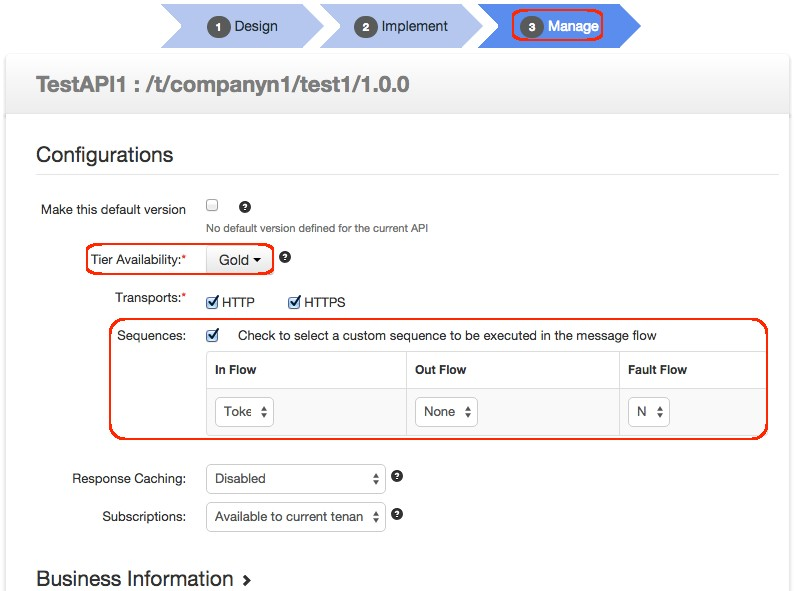 1 Design 2 Implement 3 Manage
TestAPI1 : /t/companyn1/test1/1.0.0
Configurations
Make this default version ?
No default version defined for the current API
Tier Availability:* Gold ?
Transports:* HTTP HTTPS
Sequences: Check to select a custom sequence to be executed in the message flow
In Flow Out Flow Fault Flow
Toke None N
Response Caching: Disabled ?
Subscriptions: Available to current tenan ?
Business Information